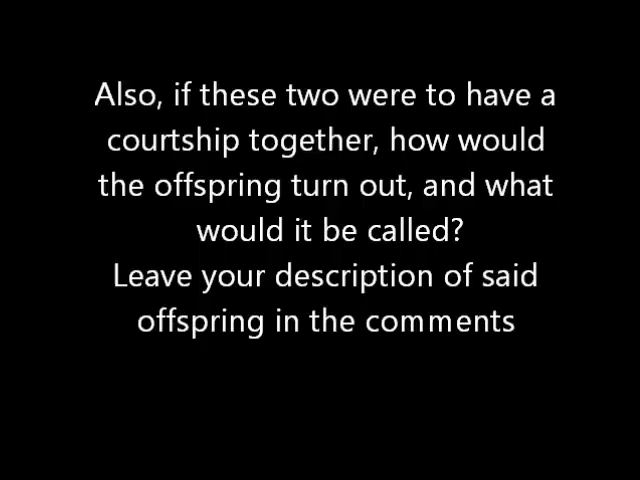 Also, if these two were to have a
courtship together, how would
the offspring turn out, and what
would it be called?
Leave your description of said
offspring in the comments